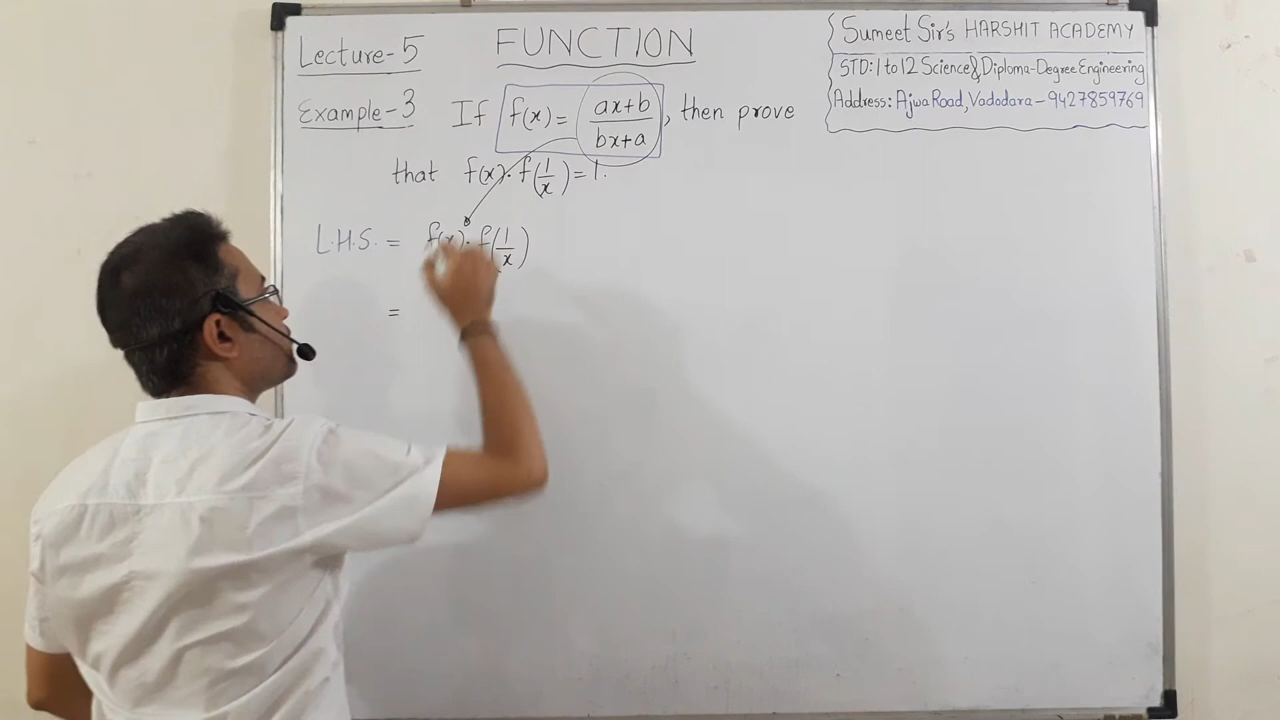 Lecture-5
FUNCTION
Sumeet Sir's HARSHIT ACADEMY
STD: 1 to 12 Science & Diploma-Degree Engineering
Address: Ajwa Road, Vadodara - 9427859769
Example-3 If f(x) = (ax+b)/(bx+a), then prove
that f(x)·f(1/x) = 1.
L.H.S. = f(x)·f(1/x)
=